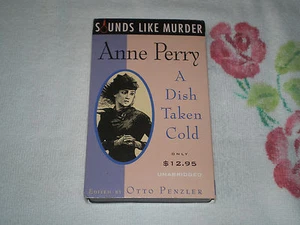 SOUNDS LIKE MURDER
Anne Perry
A
Dish
Taken
Cold
ONLY
$12.95
UNABRIDGED
EDITED BY OTTO PENZLER